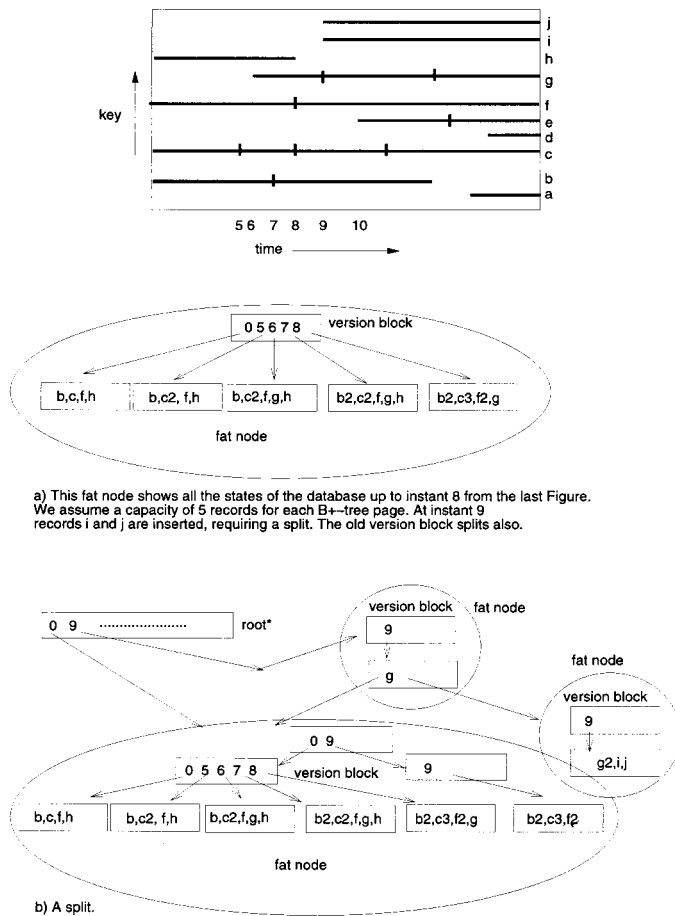 j
i
h
g
key
f
e
d
c
b
a
5 6 7 8 9 10
time
0 5 6 7 8
version block
b,c,f,h
b,c2, f,h
b,c2,f,g,h
b2,c2,f,g,h
b2,c3,f2,g
fat node
a) This fat node shows all the states of the database up to instant 8 from the last Figure.
We assume a capacity of 5 records for each B+--tree page. At instant 9
records i and j are inserted, requiring a split. The old version block splits also.
version block
fat node
0 9 ......................
root*
9
g
fat node
version block
9
g2,i,j
0 9
0 5 6 7 8
version block
9
b,c,f,h
b,c2, f,h
b,c2,f,g,h
b2,c2,f,g,h
b2,c3,f2,g
b2,c3,f2
fat node
b) A split.